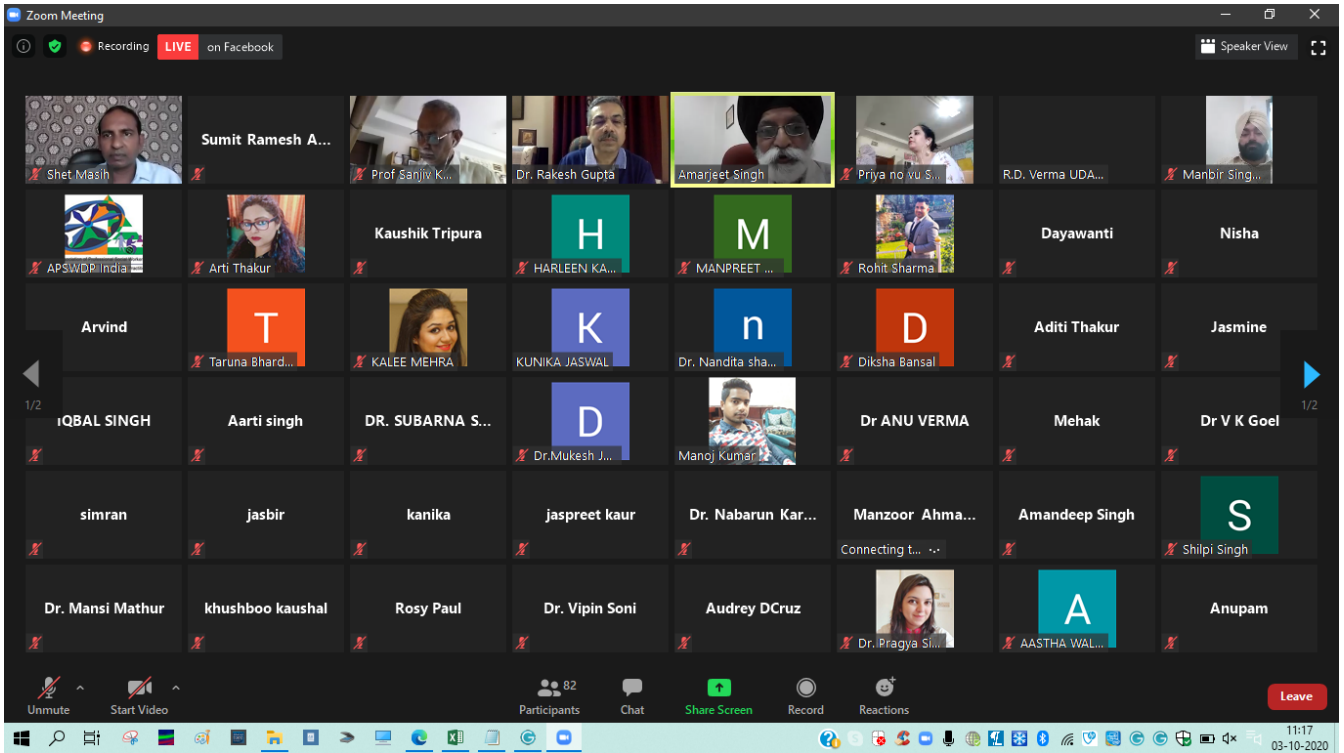 Zoom Meeting
Recording
LIVE on Facebook
Speaker View
Shet Masih
Sumit Ramesh A...
Prof Sanjiv K...
Dr. Rakesh Gupta
Amarjeet Singh
Priya no vu S...
R.D. Verma UDA...
Manbir Sing...
APSWDP India
Arti Thakur
Kaushik Tripura
H
HARLEEN KA...
M
MANPREET ...
Rohit Sharma
Dayawanti
Nisha
Arvind
T
Taruna Bhard...
KALEE MEHRA
K
KUNIKA JASWAL
n
Dr. Nandita sha...
D
Diksha Bansal
Aditi Thakur
Jasmine
1/2
1/2
IQBAL SINGH
Aarti singh
DR. SUBARNA S...
D
Dr.Mukesh J...
Manoj Kumar
Dr ANU VERMA
Mehak
Dr V K Goel
simran
jasbir
kanika
jaspreet kaur
Dr. Nabarun Kar...
Manzoor Ahma...
Connecting t...
Amandeep Singh
S
Shilpi Singh
Dr. Mansi Mathur
khushboo kaushal
Rosy Paul
Dr. Vipin Soni
Audrey DCruz
Dr. Pragya Si...
A
AASTHA WAL...
Anupam
Unmute
Start Video
82
Participants
Chat
Share Screen
Record
Reactions
Leave
11:17
03-10-2020